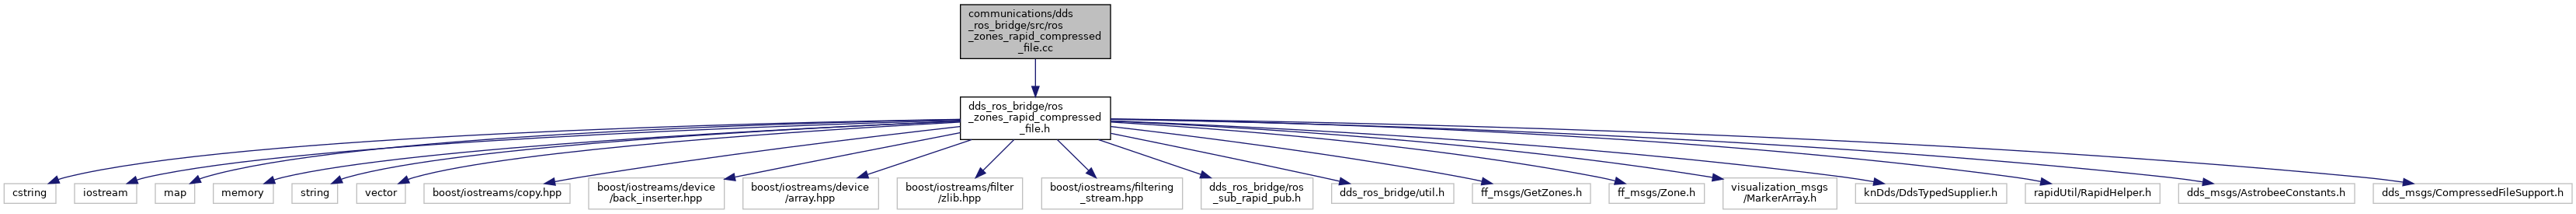 communications/dds
_ros_bridge/src/ros
_zones_rapid_compressed
_file.cc
dds_ros_bridge/ros
_zones_rapid_compressed
_file.h
cstring
iostream
map
memory
string
vector
boost/iostreams/copy.hpp
boost/iostreams/device
/back_inserter.hpp
boost/iostreams/device
/array.hpp
boost/iostreams/filter
/zlib.hpp
boost/iostreams/filtering
_stream.hpp
dds_ros_bridge/ros
_sub_rapid_pub.h
dds_ros_bridge/util.h
ff_msgs/GetZones.h
ff_msgs/Zone.h
visualization_msgs
/MarkerArray.h
knDds/DdsTypedSupplier.h
rapidUtil/RapidHelper.h
dds_msgs/AstrobeeConstants.h
dds_msgs/CompressedFileSupport.h